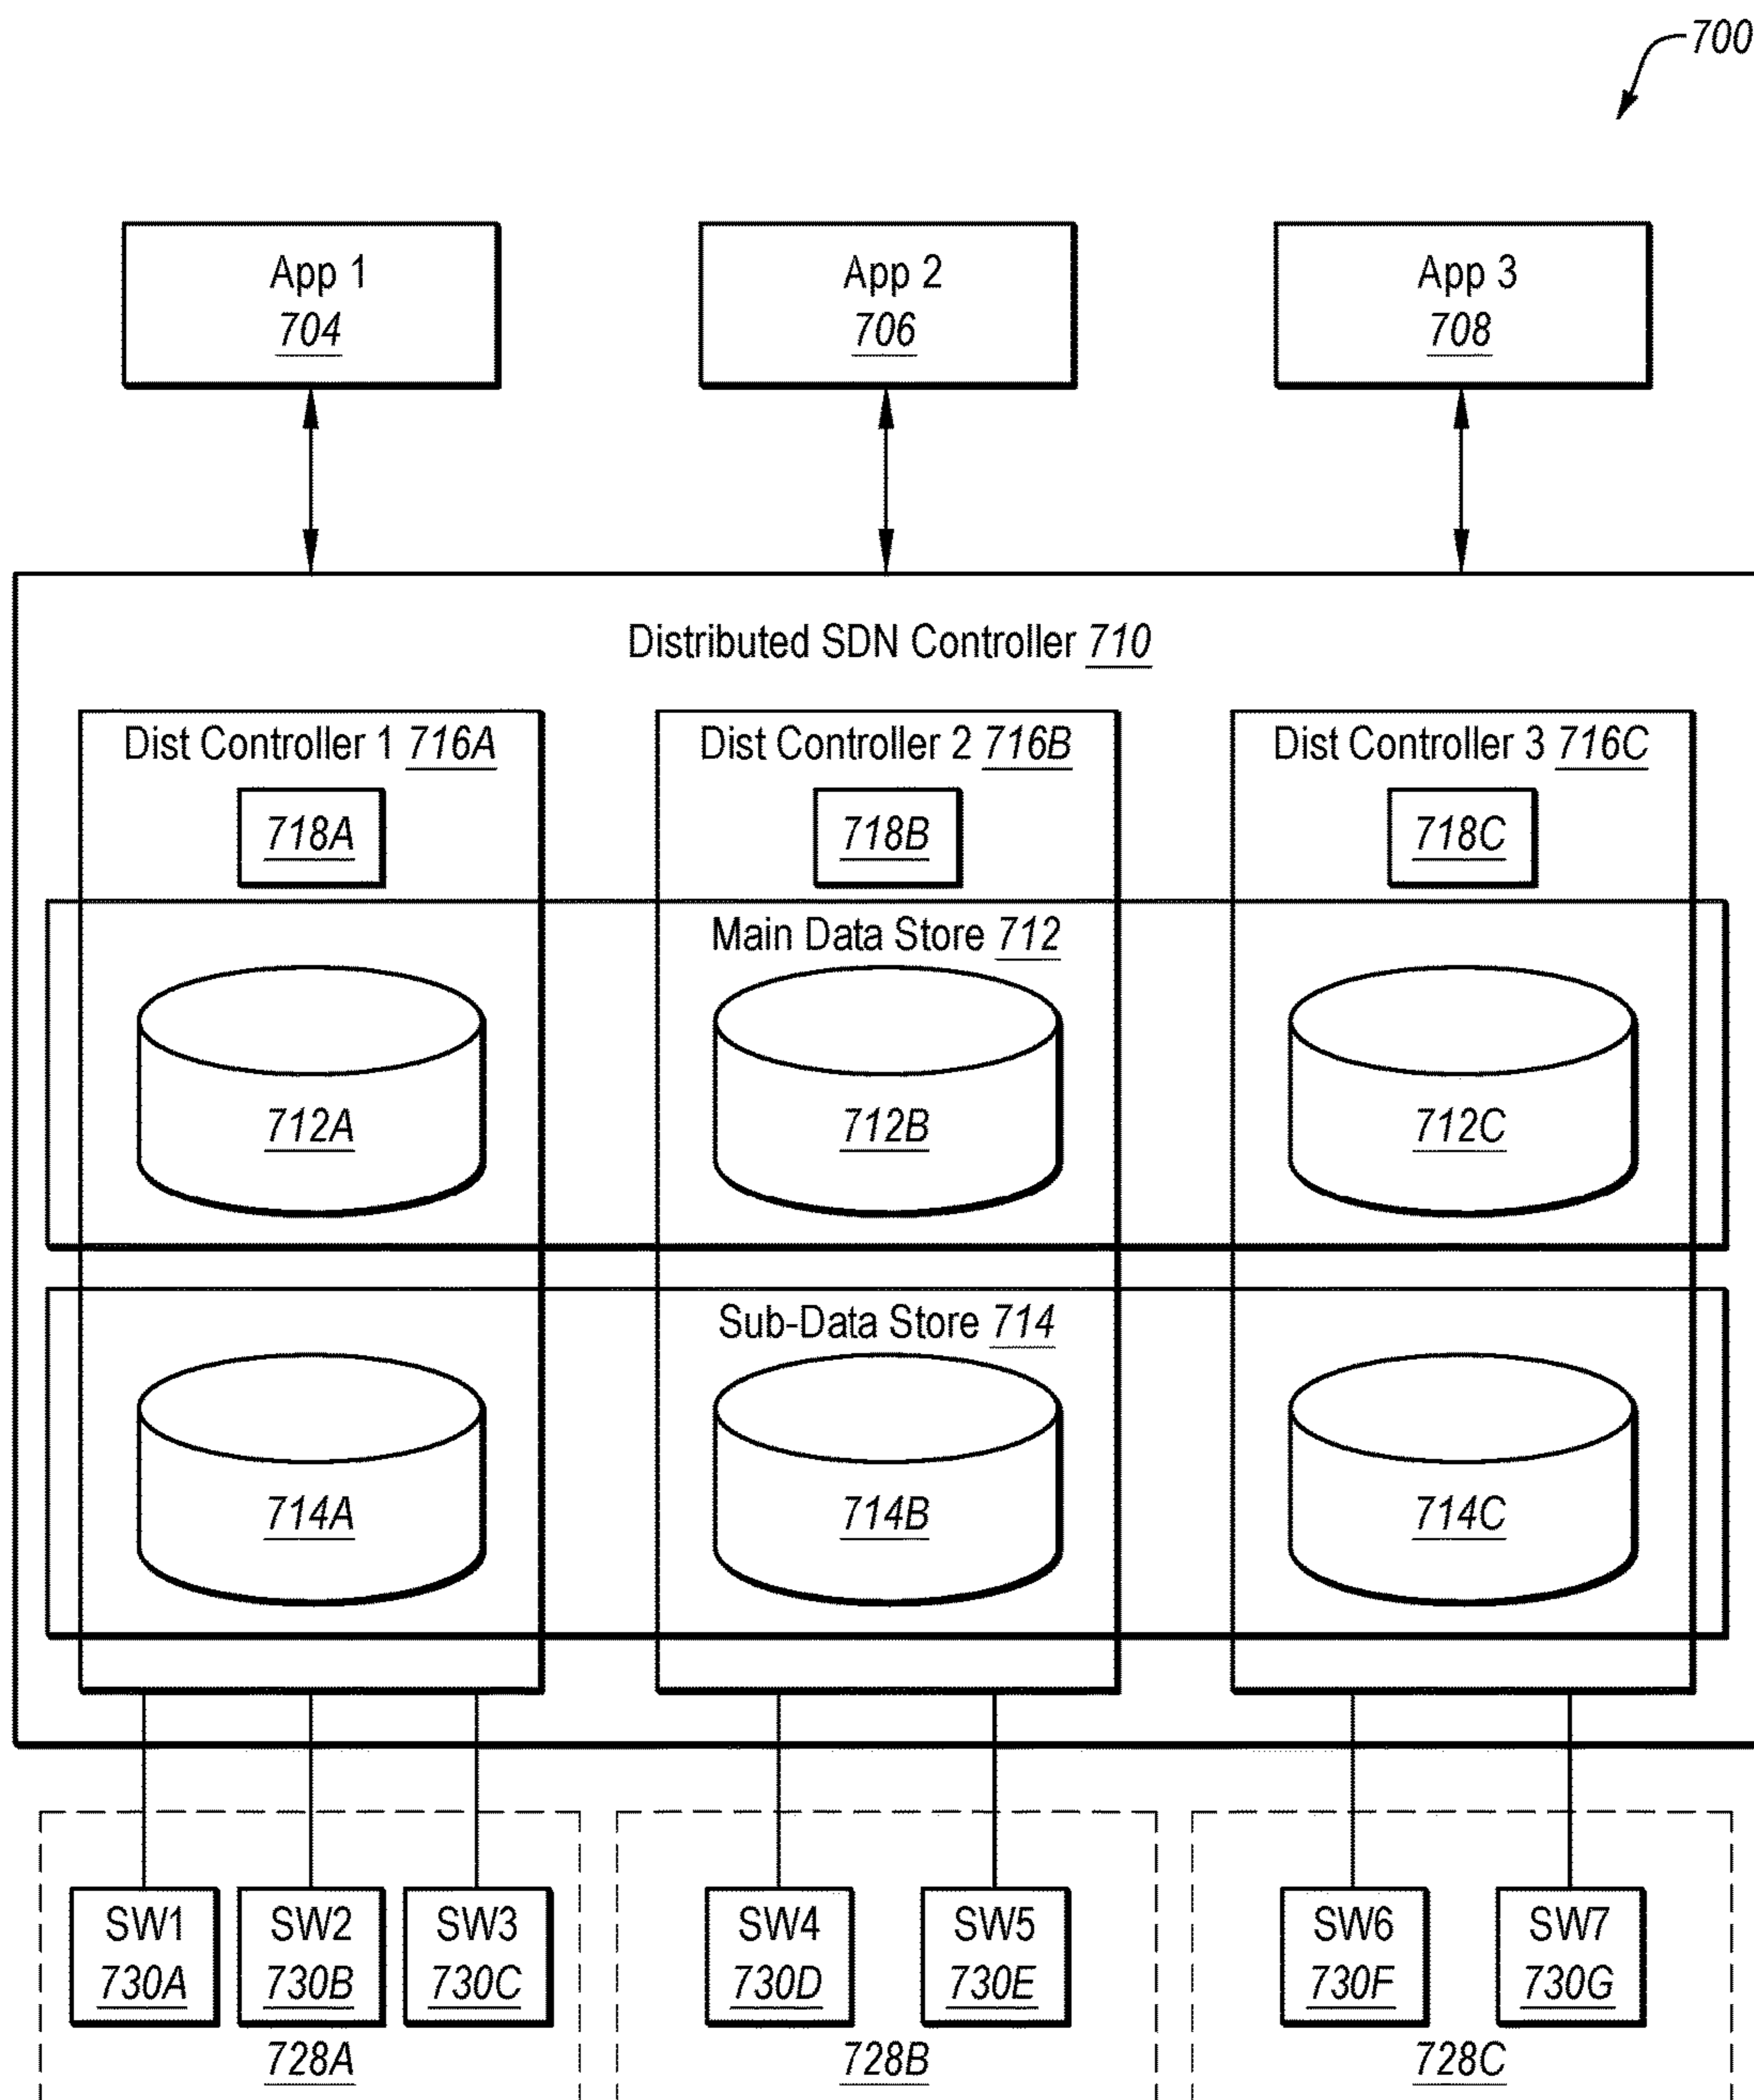 700
App 1
704
App 2
706
App 3
708
Distributed SDN Controller 710
Dist Controller 1 716A
Dist Controller 2 716B
Dist Controller 3 716C
718A
718B
718C
Main Data Store 712
712A
712B
712C
Sub-Data Store 714
714A
714B
714C
SW1
730A
SW2
730B
SW3
730C
SW4
730D
SW5
730E
SW6
730F
SW7
730G
728A
728B
728C